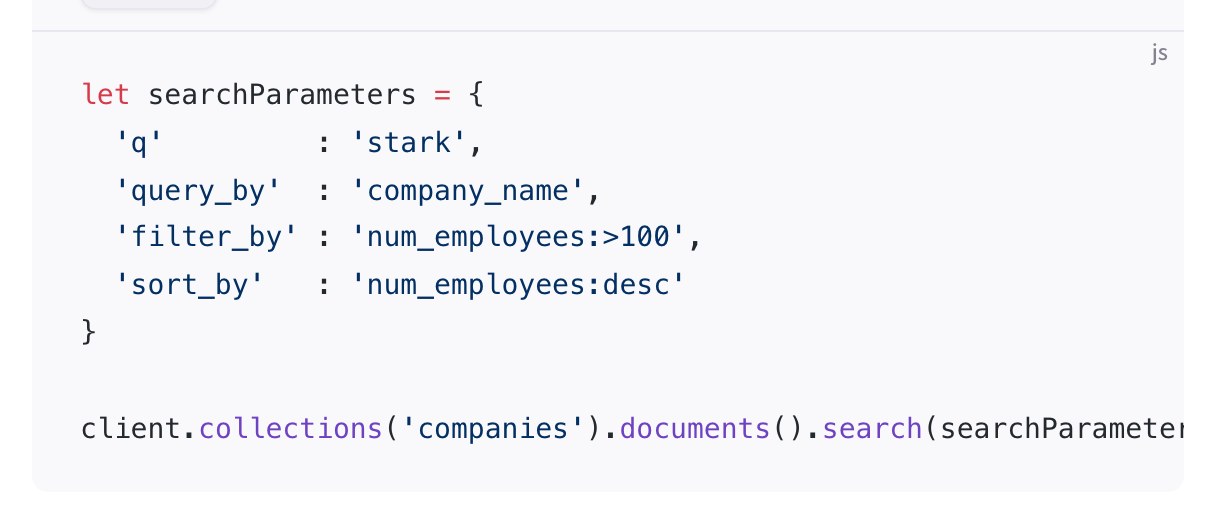 js
let searchParameters = {
  'q'         : 'stark',
  'query_by'  : 'company_name',
  'filter_by' : 'num_employees:>100',
  'sort_by'   : 'num_employees:desc'
}
client.collections('companies').documents().search(searchParameter